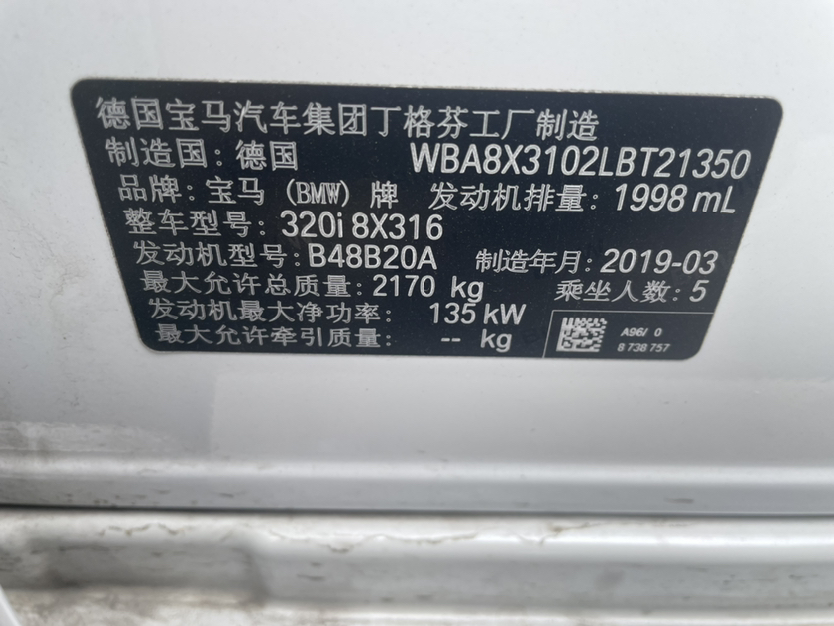 德国宝马汽车集团丁格芬工厂制造
制造国: 德国 WBA8X3102LBT21350
品牌: 宝马 (BMW) 牌 发动机排量: 1998 mL
整车型号: 320i 8X316
发动机型号: B48B20A 制造年月: 2019-03
最大允许总质量: 2170 kg 乘坐人数: 5
发动机最大净功率: 135 kW
最大允许牵引质量: -- kg
A96/ 0
8 738 757